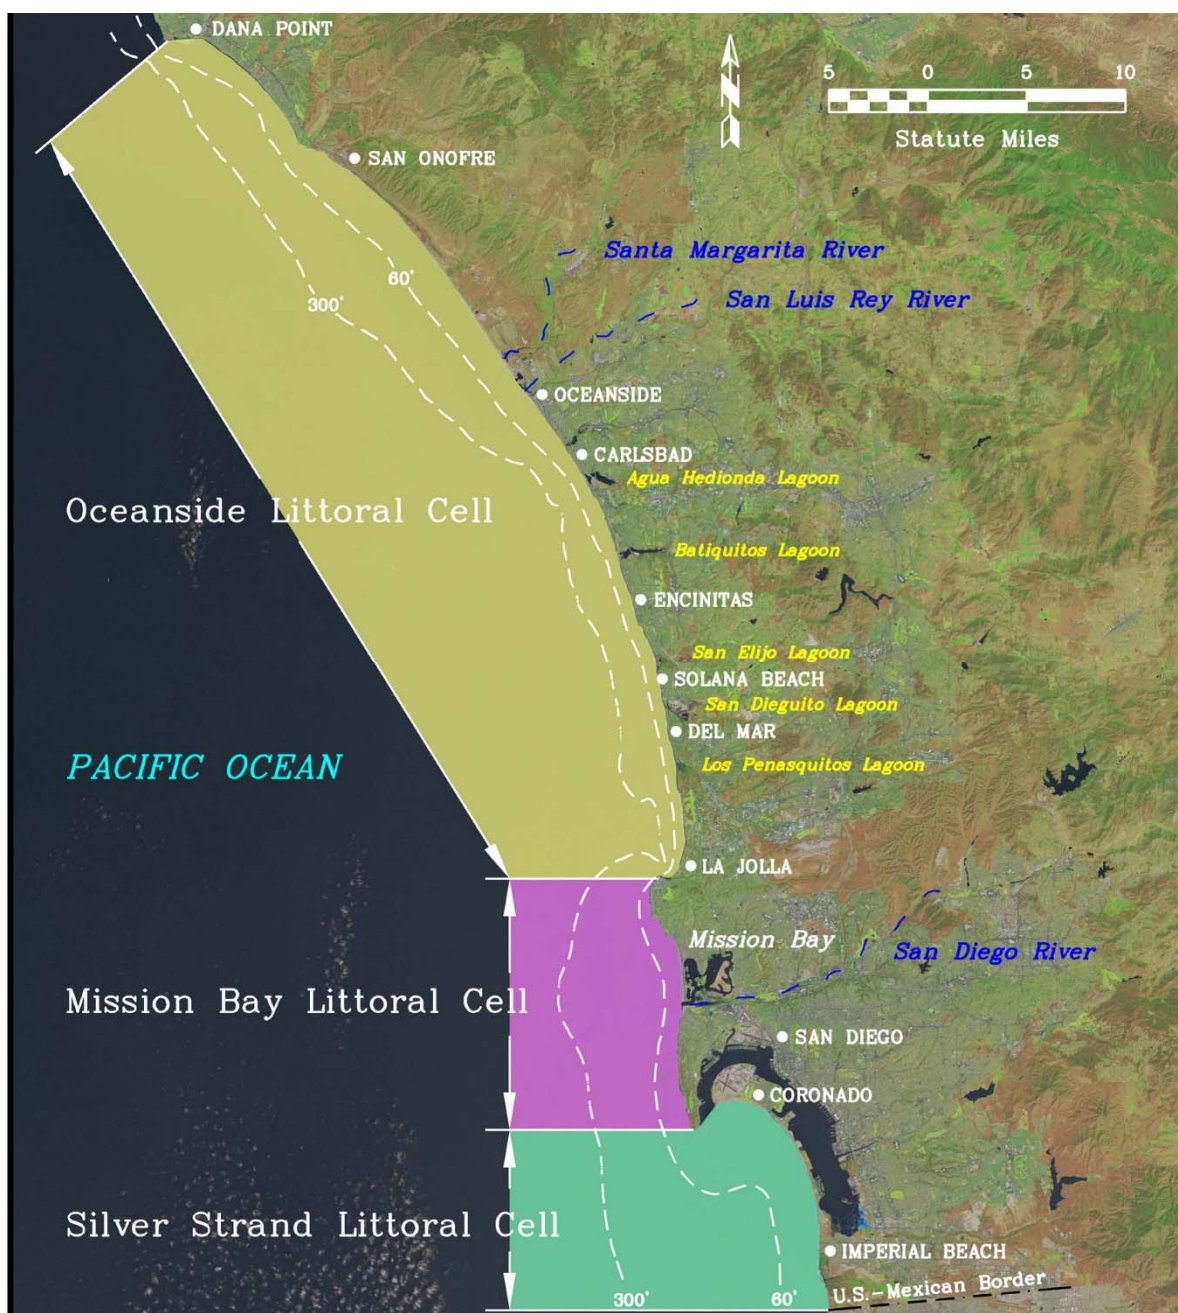 DANA POINT
5 0 5 10
Statute Miles
N
SAN ONOFRE
Santa Margarita River
San Luis Rey River
60'
300'
OCEANSIDE
CARLSBAD
Agua Hedionda Lagoon
Oceanside Littoral Cell
Batiquitos Lagoon
ENCINITAS
San Elijo Lagoon
SOLANA BEACH
San Dieguito Lagoon
DEL MAR
Los Penasquitos Lagoon
PACIFIC OCEAN
LA JOLLA
Mission Bay
San Diego River
Mission Bay Littoral Cell
SAN DIEGO
CORONADO
Silver Strand Littoral Cell
IMPERIAL BEACH
U.S.-Mexican Border
300'
60'